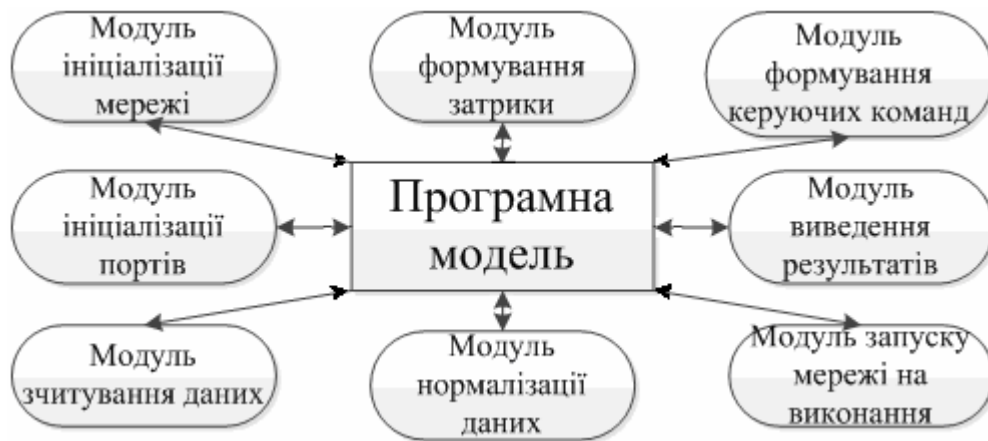 Модуль
ініціалізації
мережі
Модуль
формування
затрики
Модуль
формування
керуючих команд
Модуль
ініціалізації
портів
Програмна
модель
Модуль
виведення
результатів
Модуль
зчитування даних
Модуль
нормалізації
даних
Модуль запуску
мережі на
виконання